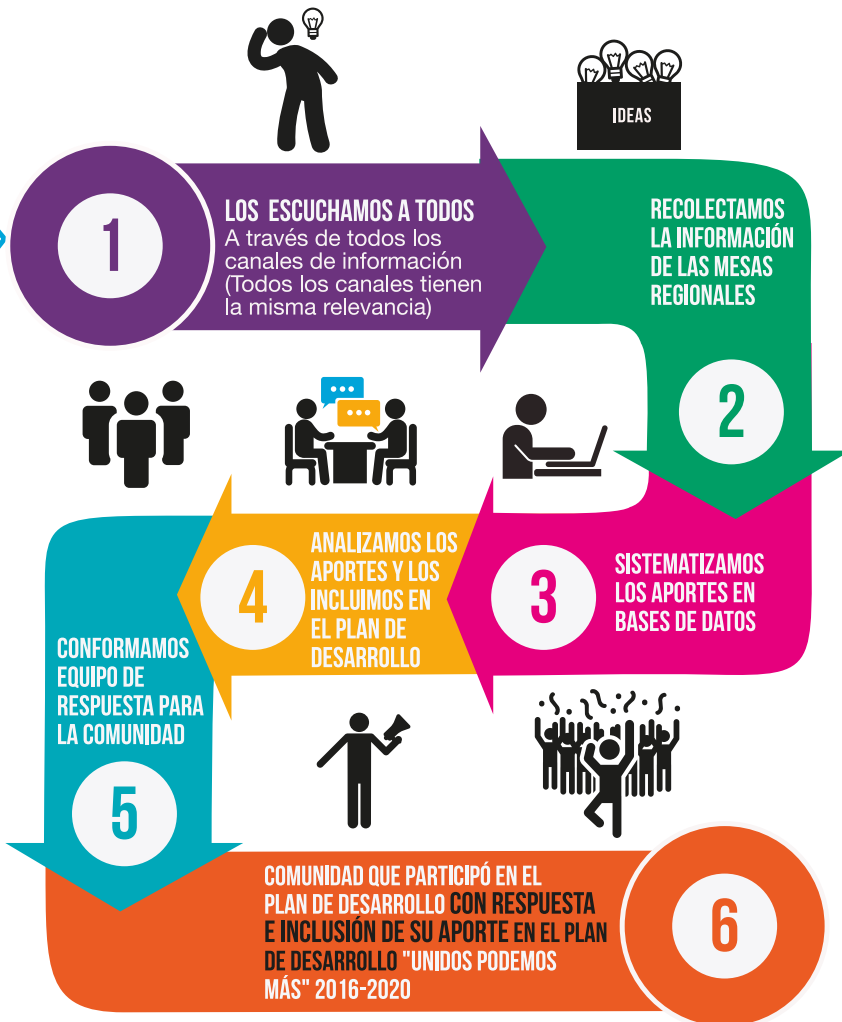 IDEAS
1
LOS ESCUCHAMOS A TODOS
A través de todos los
canales de información
(Todos los canales tienen
la misma relevancia)
RECOLECTAMOS
LA INFORMACIÓN
DE LAS MESAS
REGIONALES
2
SISTEMATIZAMOS
LOS APORTES EN
BASES DE DATOS
3
ANALIZAMOS LOS
APORTES Y LOS
INCLUIMOS EN
EL PLAN DE
DESARROLLO
4
CONFORMAMOS
EQUIPO DE
RESPUESTA PARA
LA COMUNIDAD
5
COMUNIDAD QUE PARTICIPÓ EN EL
PLAN DE DESARROLLO CON RESPUESTA
E INCLUSIÓN DE SU APORTE EN EL PLAN
DE DESARROLLO "UNIDOS PODEMOS
MÁS" 2016-2020
6